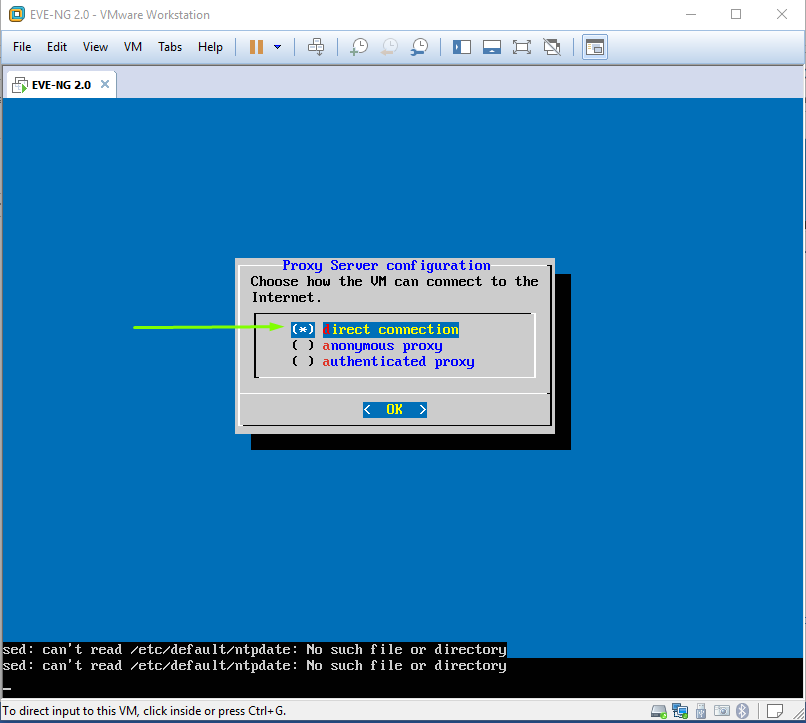 EVE-NG 2.0 - VMware Workstation
File Edit View VM Tabs Help
EVE-NG 2.0
Proxy Server configuration
Choose how the VM can connect to the
Internet.
(*) direct connection
( ) anonymous proxy
( ) authenticated proxy
< OK >
sed: can't read /etc/default/ntpdate: No such file or directory
sed: can't read /etc/default/ntpdate: No such file or directory
To direct input to this VM, click inside or press Ctrl+G.